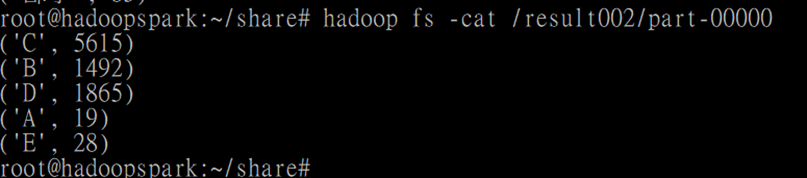 root@hadoopspark:~/share# hadoop fs -cat /result002/part-00000
('C', 5615)
('B', 1492)
('D', 1865)
('A', 19)
('E', 28)
root@hadoopspark:~/share#